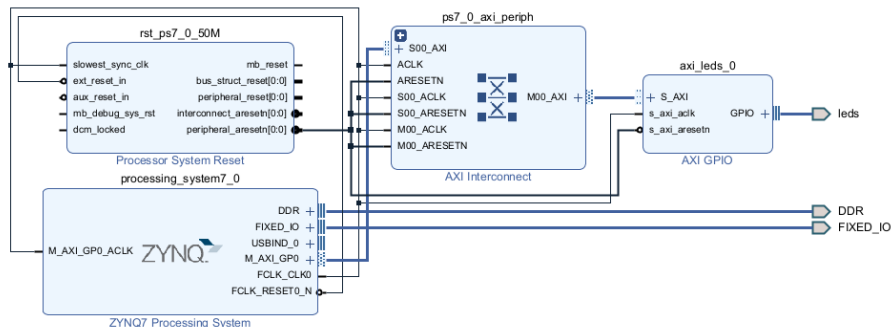 rst_ps7_0_50M
slowest_sync_clk
ext_reset_in
aux_reset_in
mb_debug_sys_rst
dcm_locked
mb_reset
bus_struct_reset[0:0]
peripheral_reset[0:0]
interconnect_aresetn[0:0]
peripheral_aresetn[0:0]
Processor System Reset
ps7_0_axi_periph
S00_AXI
ACLK
ARESETN
S00_ACLK
S00_ARESETN
M00_ACLK
M00_ARESETN
M00_AXI
AXI Interconnect
axi_leds_0
S_AXI
s_axi_aclk
s_axi_aresetn
GPIO
AXI GPIO
leds
processing_system7_0
M_AXI_GP0_ACLK
ZYNQ
DDR
FIXED_IO
USBIND_0
M_AXI_GP0
FCLK_CLK0
FCLK_RESET0_N
ZYNQ7 Processing System
DDR
FIXED_IO